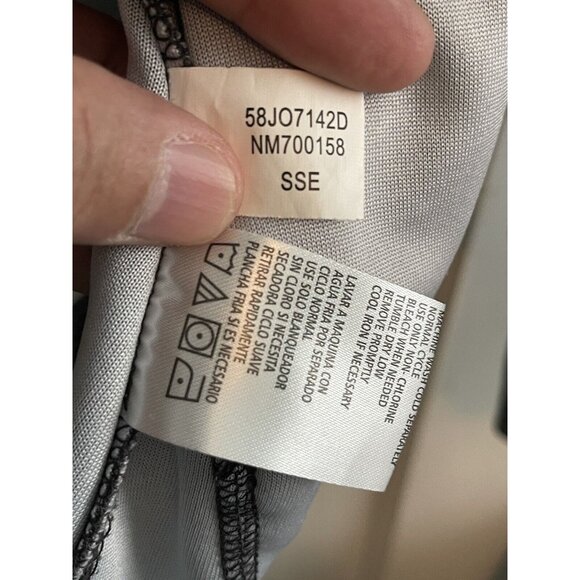 58JO7142D
NM700158
SSE
MACHINE WASH COLD SEPARATELY
NORMAL CYCLE
USE ONLY NON- CHLORINE
BLEACH WHEN NEEDED
TUMBLE DRY LOW
REMOVE PROMPTLY
COOL IRON IF NECESSARY
LAVAR A MAQUINA CON
AGUA FRIA POR SEPARADO
CICLO NORMAL
USE SOLO BLANQUEADOR
SIN CLORO SI NECESITA
SECADORA CICLO SUAVE
RETIRAR RAPIDAMENTE
PLANCHA FRIA SI ES NECESARIO